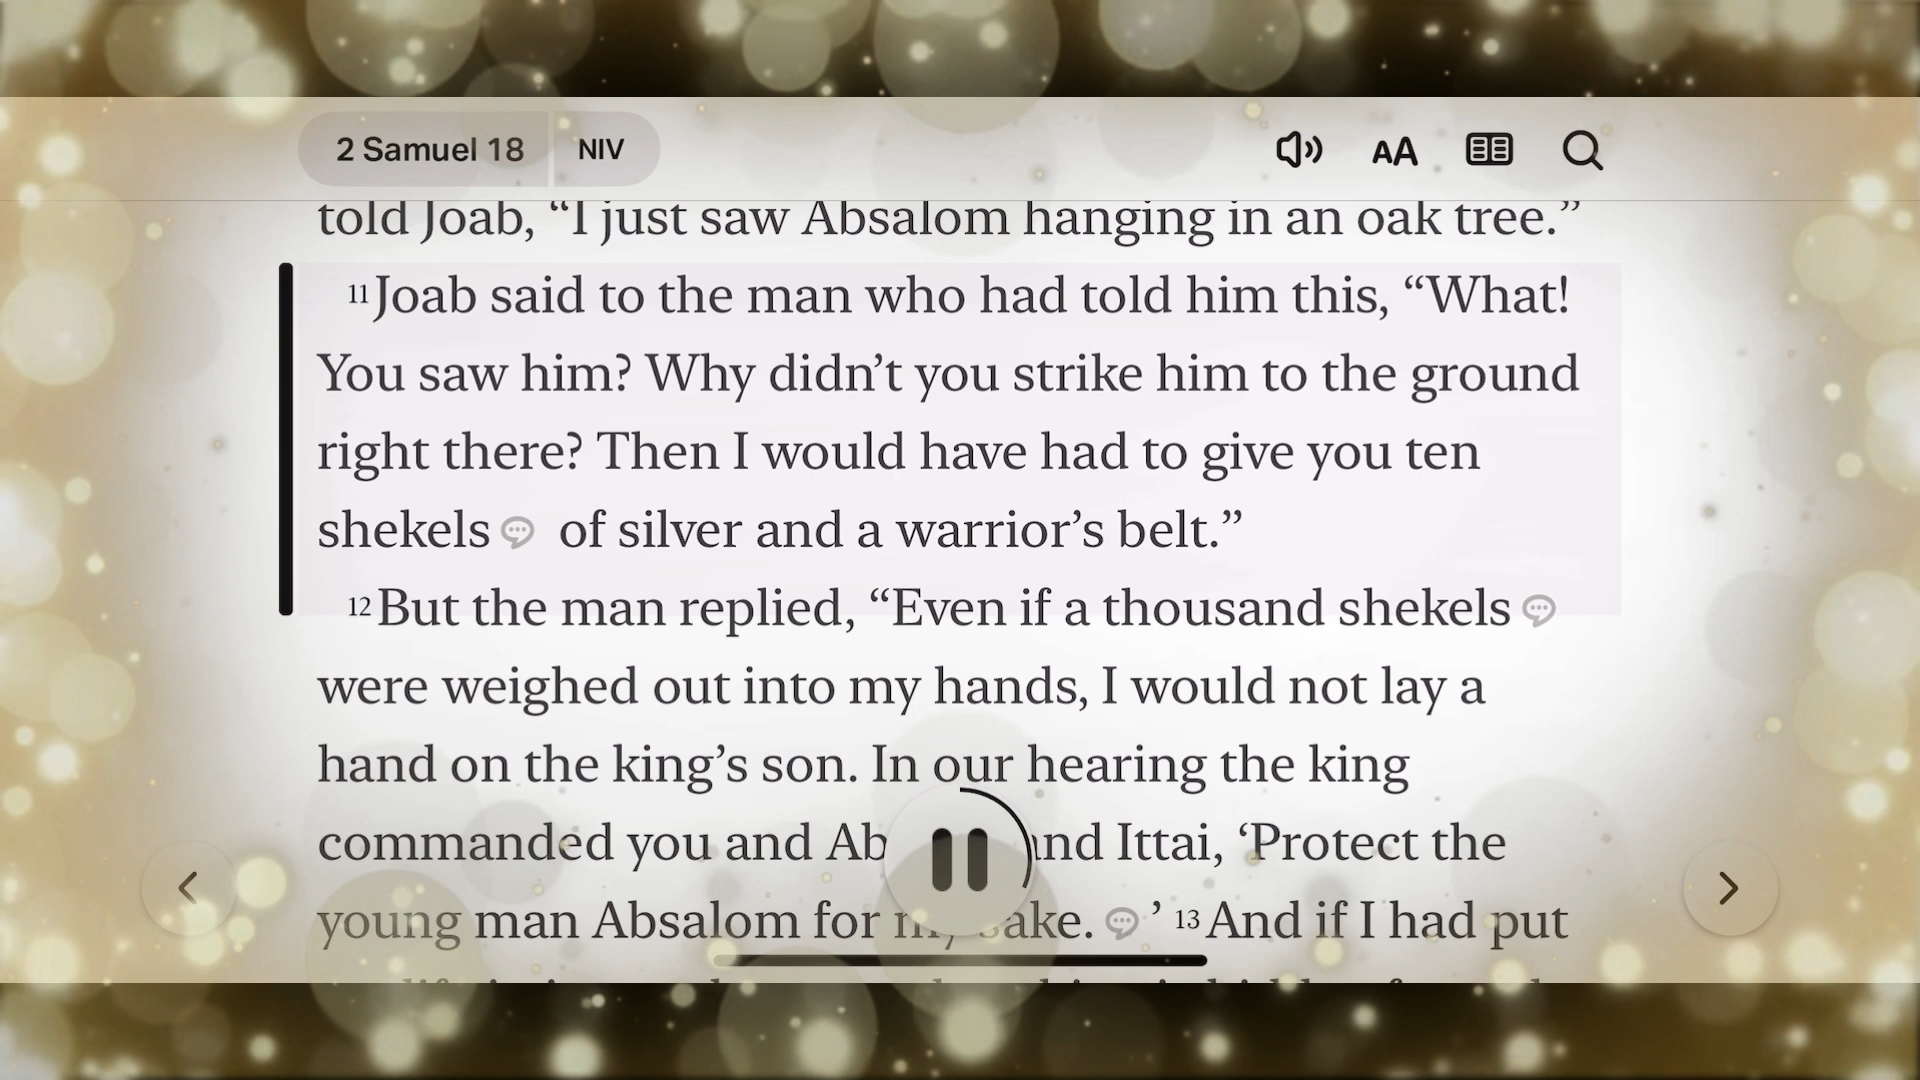 2 Samuel 18 NIV AA
told Joab, “I just saw Absalom hanging in an oak tree.”
11 Joab said to the man who had told him this, “What!
You saw him? Why didn’t you strike him to the ground
right there? Then I would have had to give you ten
shekels of silver and a warrior’s belt.”
12 But the man replied, “Even if a thousand shekels
were weighed out into my hands, I would not lay a
hand on the king’s son. In our hearing the king
commanded you and Ab and Ittai, ‘Protect the
young man Absalom for my sake. ’ 13 And if I had put